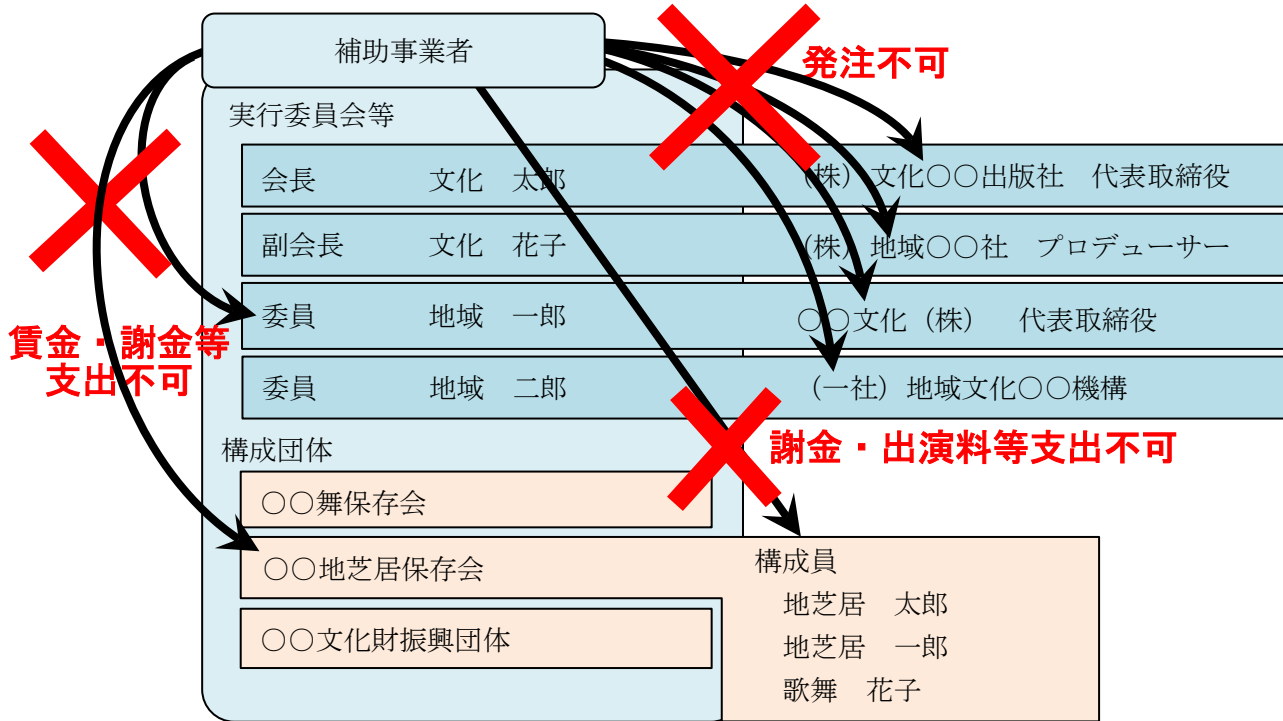 補助事業者
発注不可
実行委員会等
会長 文化 太郎 (株)文化〇〇出版社 代表取締役
副会長 文化 花子 (株)地域〇〇社 プロデューサー
委員 地域 一郎 〇〇文化(株) 代表取締役
賃金・謝金等
支出不可
委員 地域 二郎 (一社)地域文化〇〇機構
謝金・出演料等支出不可
構成団体
〇〇舞保存会
〇〇地芝居保存会
〇〇文化財振興団体
構成員
地芝居 太郎
地芝居 一郎
歌舞 花子